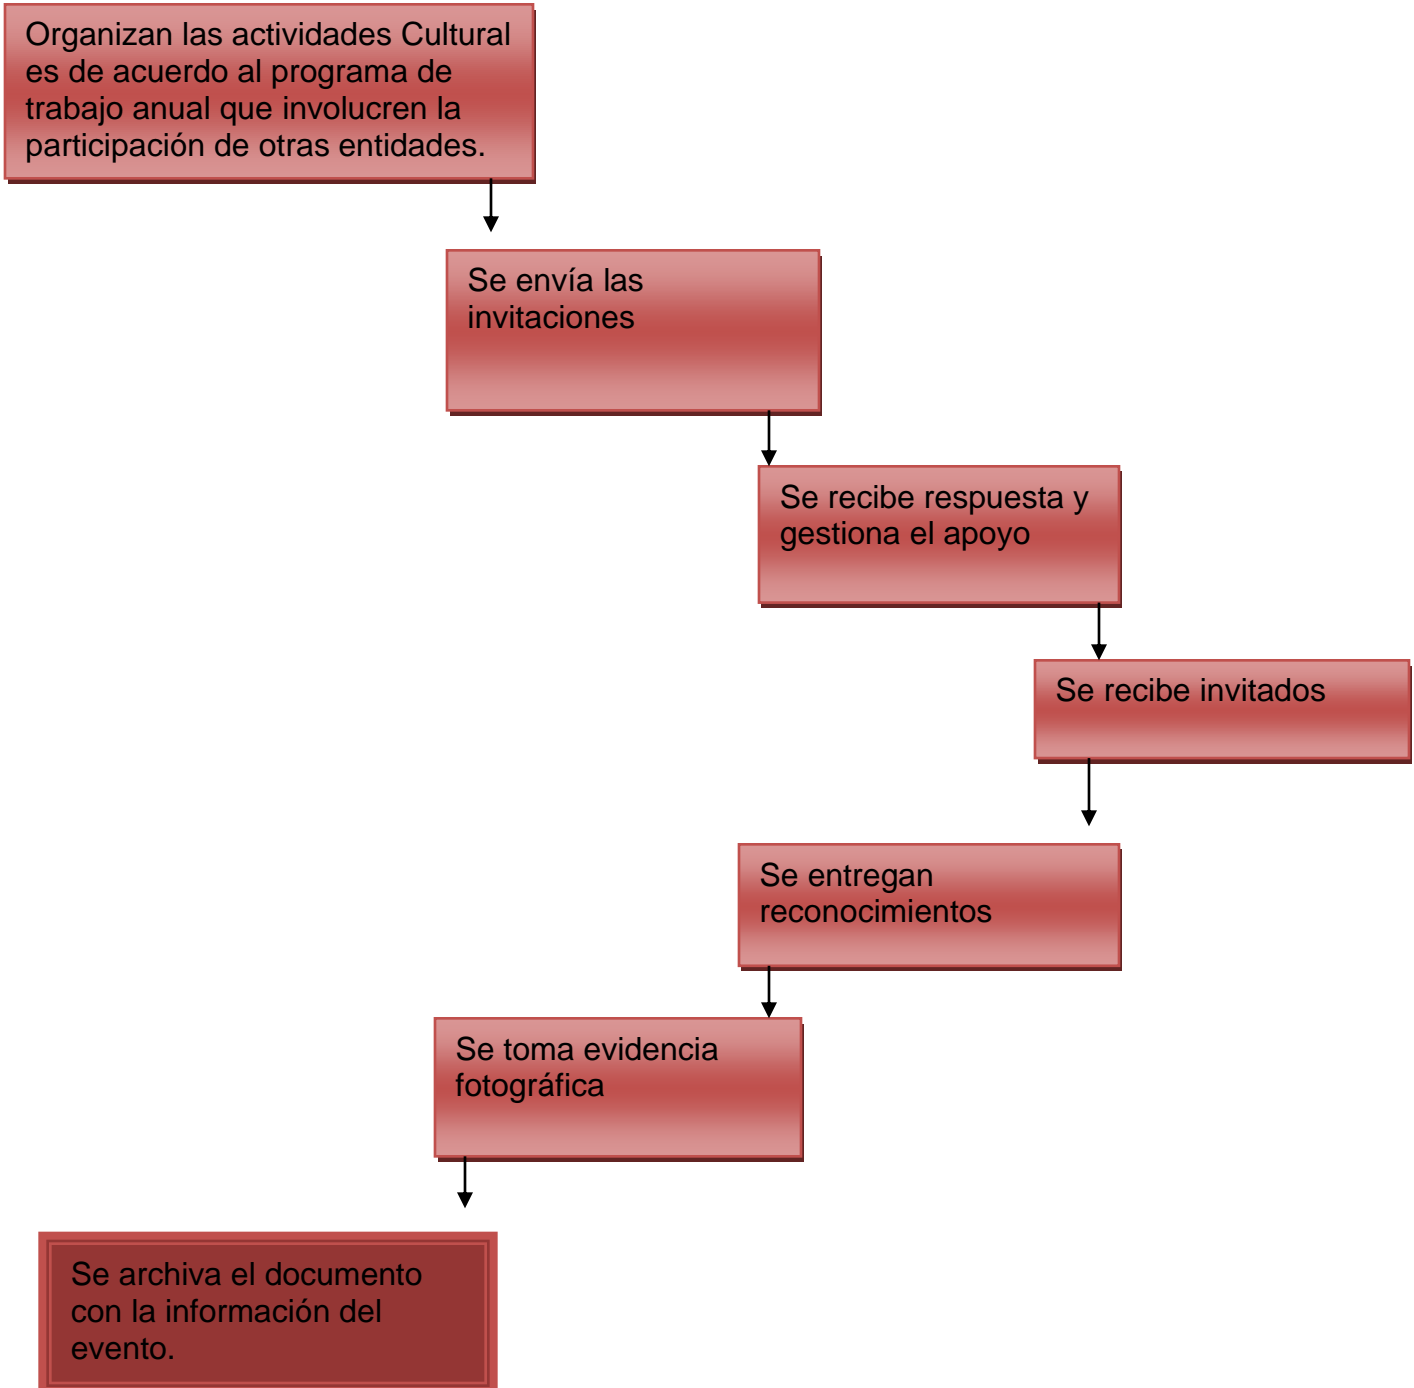 Organizan las actividades Cultural
es de acuerdo al programa de
trabajo anual que involucren la
participación de otras entidades.
Se envía las
invitaciones
Se recibe respuesta y
gestiona el apoyo
Se recibe invitados
Se entregan
reconocimientos
Se toma evidencia
fotográfica
Se archiva el documento
con la información del
evento.